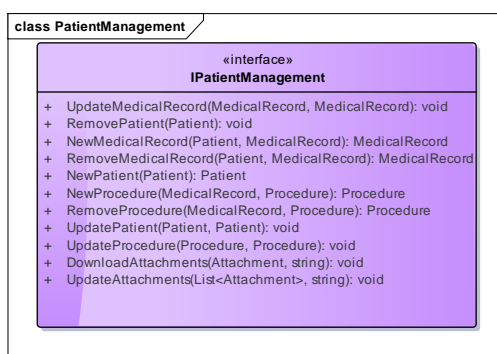 class PatientManagement
«interface»
IPatientManagement
+ UpdateMedicalRecord(MedicalRecord, MedicalRecord): void
+ RemovePatient(Patient): void
+ NewMedicalRecord(Patient, MedicalRecord): MedicalRecord
+ RemoveMedicalRecord(Patient, MedicalRecord): MedicalRecord
+ NewPatient(Patient): Patient
+ NewProcedure(MedicalRecord, Procedure): Procedure
+ RemoveProcedure(MedicalRecord, Procedure): Procedure
+ UpdatePatient(Patient, Patient): void
+ UpdateProcedure(Procedure, Procedure): void
+ DownloadAttachments(Attachment, string): void
+ UpdateAttachments(List<Attachment>, string): void